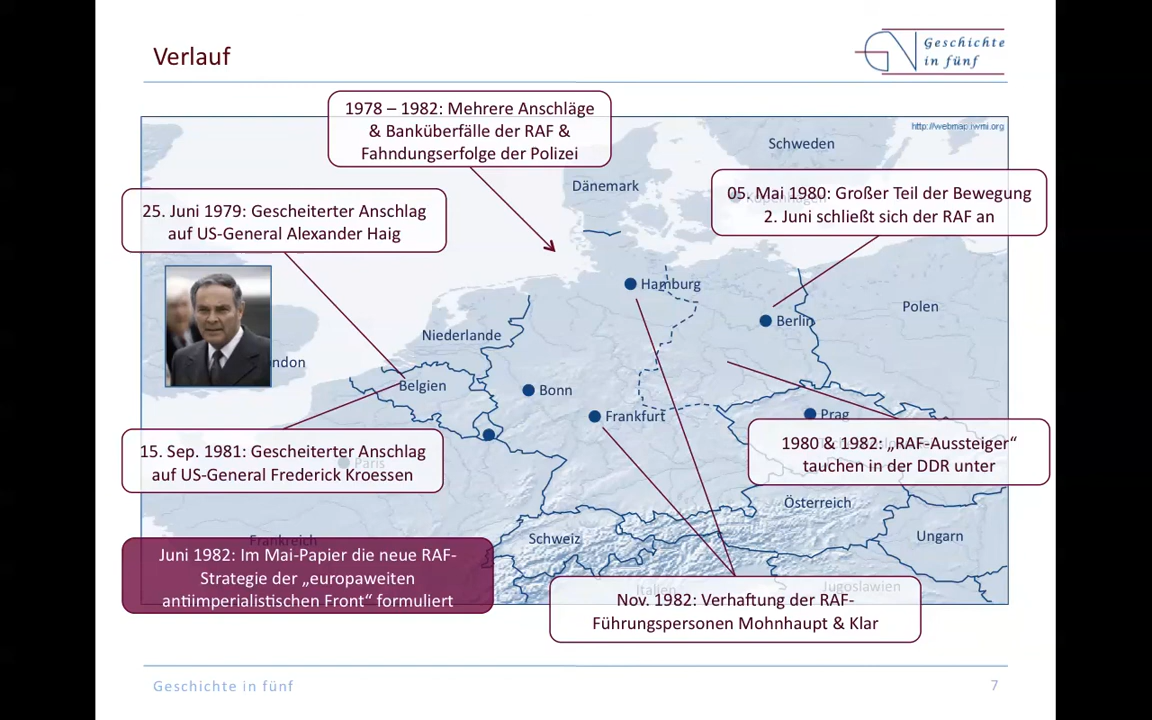 Verlauf
Geschichte
in fünf
1978 – 1982: Mehrere Anschläge
& Banküberfälle der RAF &
Fahndungserfolge der Polizei
http://webmap.iwmi.org
Schweden
Dänemark
05. Mai 1980: Großer Teil der Bewegung
2. Juni schließt sich der RAF an
Kopenhagen
25. Juni 1979: Gescheiterter Anschlag
auf US-General Alexander Haig
Hamburg
Polen
Berlin
Niederlande
ondon
Belgien
Bonn
Frankfurt
Prag
15. Sep. 1981: Gescheiterter Anschlag
auf US-General Frederick Kroessen
Paris
1980 & 1982: „RAF-Aussteiger“
tauchen in der DDR unter
Österreich
Ungarn
Schweiz
Frankreich
Juni 1982: Im Mai-Papier die neue RAF-
Strategie der „europaweiten
antiimperialistischen Front“ formuliert
Italien
Jugoslawien
Nov. 1982: Verhaftung der RAF-
Führungspersonen Mohnhaupt & Klar
Geschichte in fünf
7